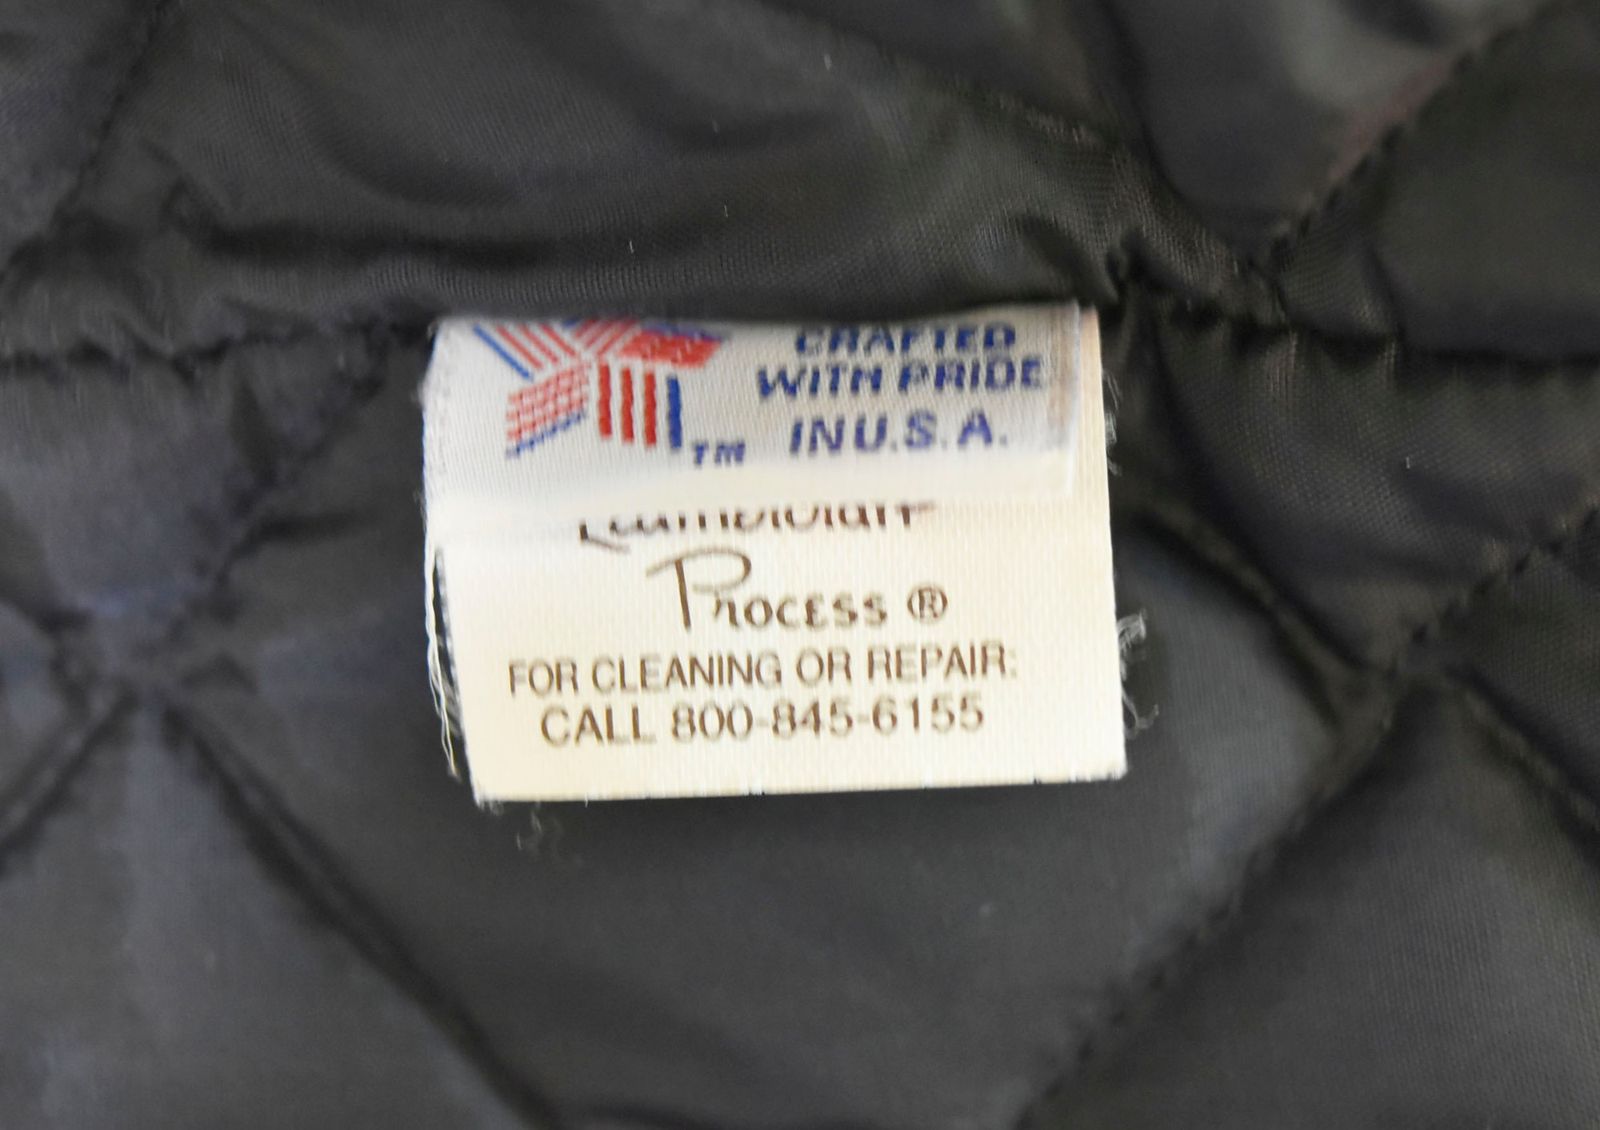 CRAFTED
WITH PRIDE
IN U.S.A.
TM
Process ®
FOR CLEANING OR REPAIR:
CALL 800-845-6155